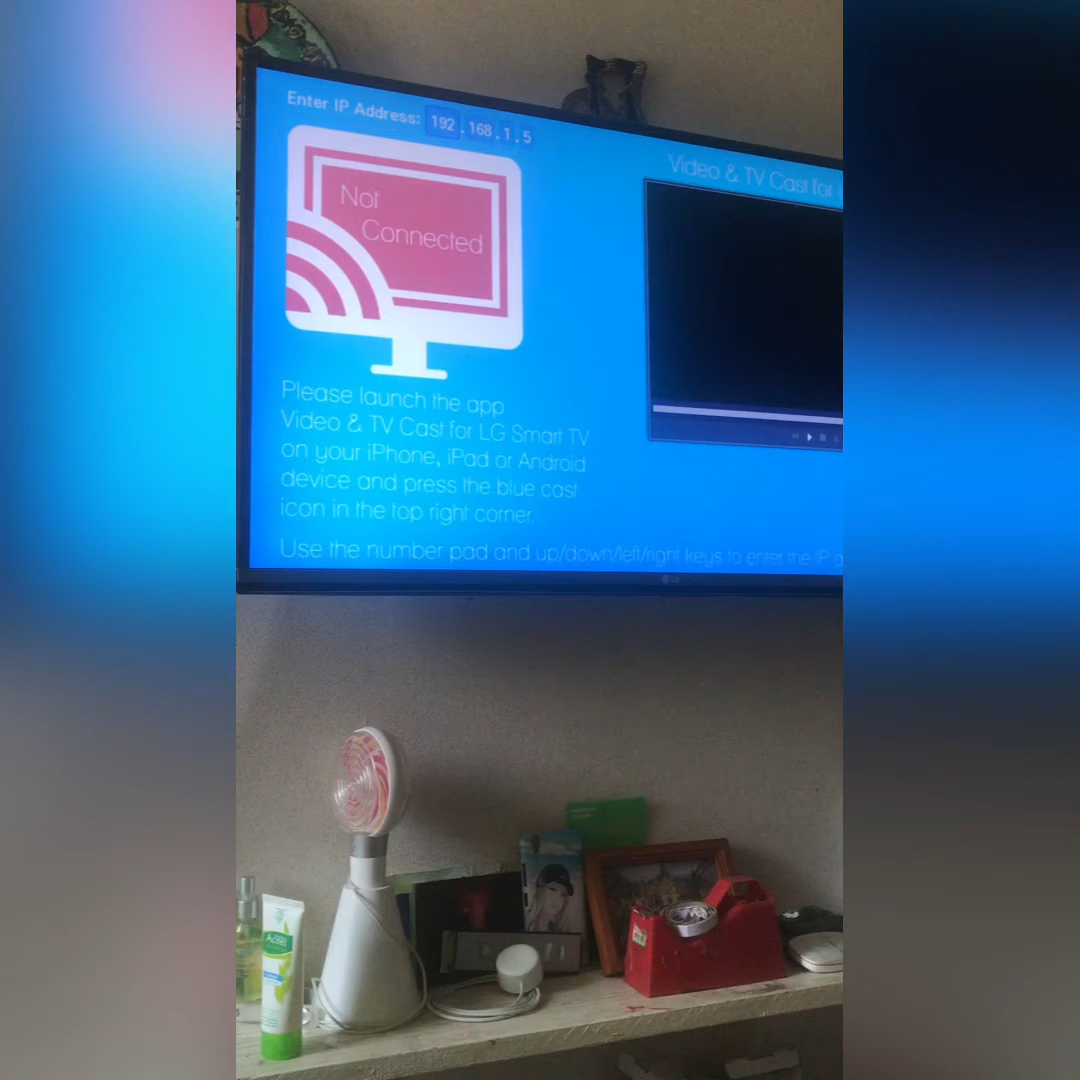 Enter IP Address: 192.168.1.5
Video & TV Cast for
Not
Connected
Please launch the app
Video & TV Cast for LG Smart TV
on your iPhone, iPad or Android
device and press the blue cast
icon in the top right corner.
Use the number pad and up/down/left/right keys to enter the IP
LG
Acnes